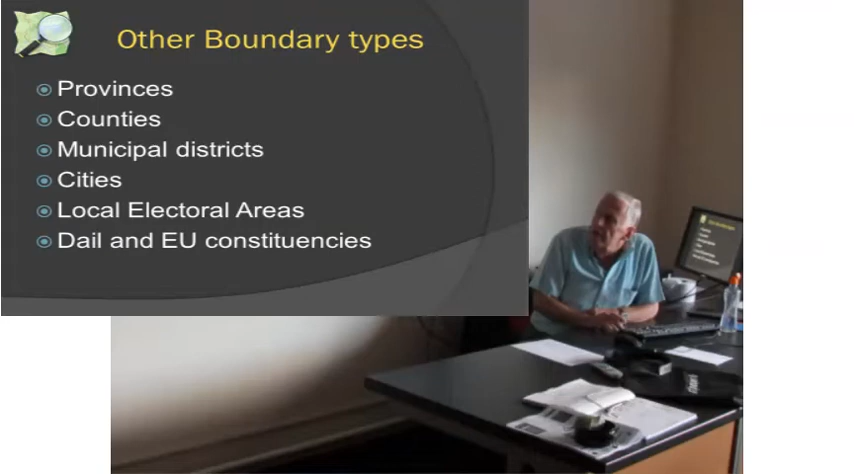 Other Boundary types
Provinces
Counties
Municipal districts
Cities
Local Electoral Areas
Dail and EU constituencies